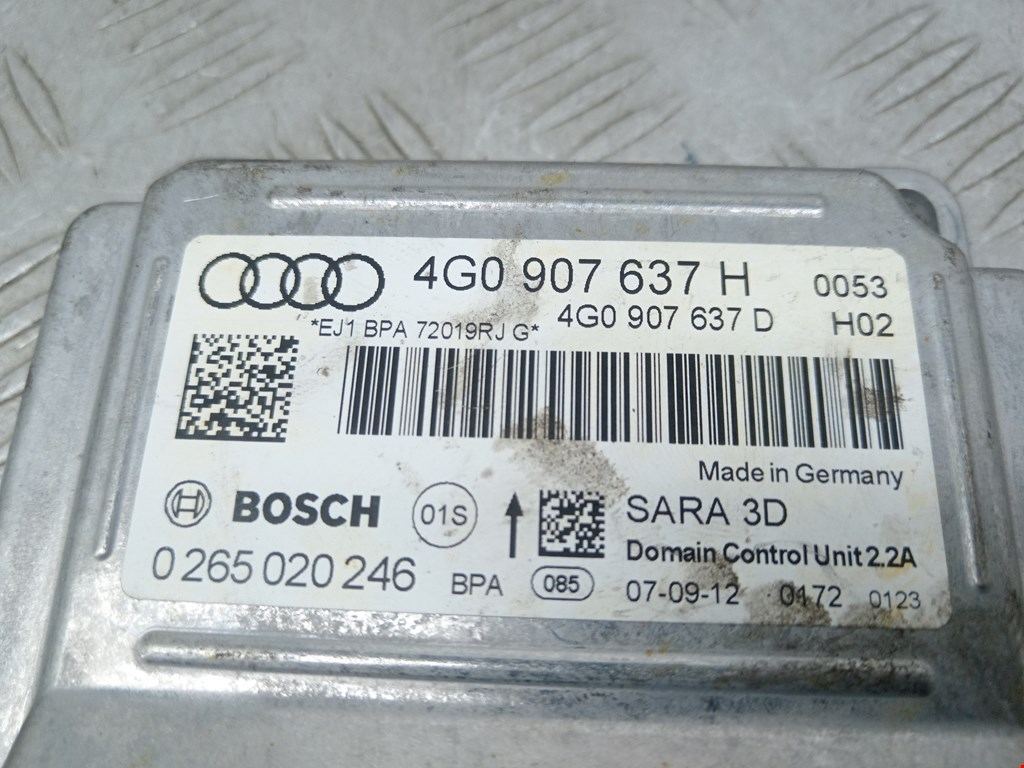 4G0 907 637 H 0053
4G0 907 637 D H02
*EJ1 BPA 72019RJ G*
Made in Germany
BOSCH 01S SARA 3D
Domain Control Unit 2.2A
0 265 020 246 BPA 085 07-09-12 0172 0123